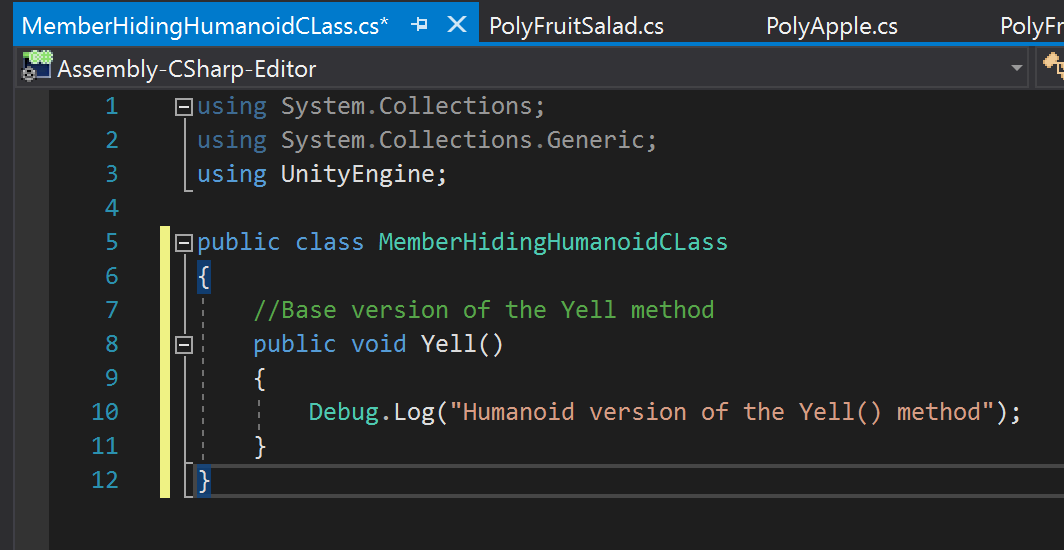 MemberHidingHumanoidCLass.cs* PolyFruitSalad.cs PolyApple.cs PolyFr
Assembly-CSharp-Editor
1 using System.Collections;
2 using System.Collections.Generic;
3 using UnityEngine;
4
5 public class MemberHidingHumanoidCLass
6 {
7 //Base version of the Yell method
8 public void Yell()
9 {
10 Debug.Log("Humanoid version of the Yell() method");
11 }
12 }